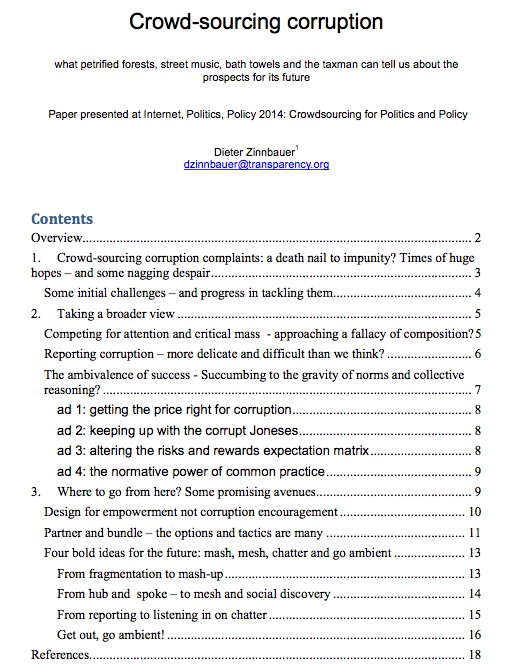 Crowd-sourcing corruption
what petrified forests, street music, bath towels and the taxman can tell us about the
prospects for its future
Paper presented at Internet, Politics, Policy 2014: Crowdsourcing for Politics and Policy
Dieter Zinnbauer1
dzinnbauer@transparency.org
Contents
Overview 2
1. Crowd-sourcing corruption complaints: a death nail to impunity? Times of huge
hopes – and some nagging despair 3
Some initial challenges – and progress in tackling them 4
2. Taking a broader view 5
Competing for attention and critical mass - approaching a fallacy of composition? 5
Reporting corruption – more delicate and difficult than we think? 6
The ambivalence of success - Succumbing to the gravity of norms and collective
reasoning? 7
ad 1: getting the price right for corruption 8
ad 2: keeping up with the corrupt Joneses 8
ad 3: altering the risks and rewards expectation matrix 8
ad 4: the normative power of common practice 9
3. Where to go from here? Some promising avenues 9
Design for empowerment not corruption encouragement 10
Partner and bundle – the options and tactics are many 11
Four bold ideas for the future: mash, mesh, chatter and go ambient 13
From fragmentation to mash-up 13
From hub and spoke – to mesh and social discovery 14
From reporting to listening in on chatter 15
Get out, go ambient! 16
References 18